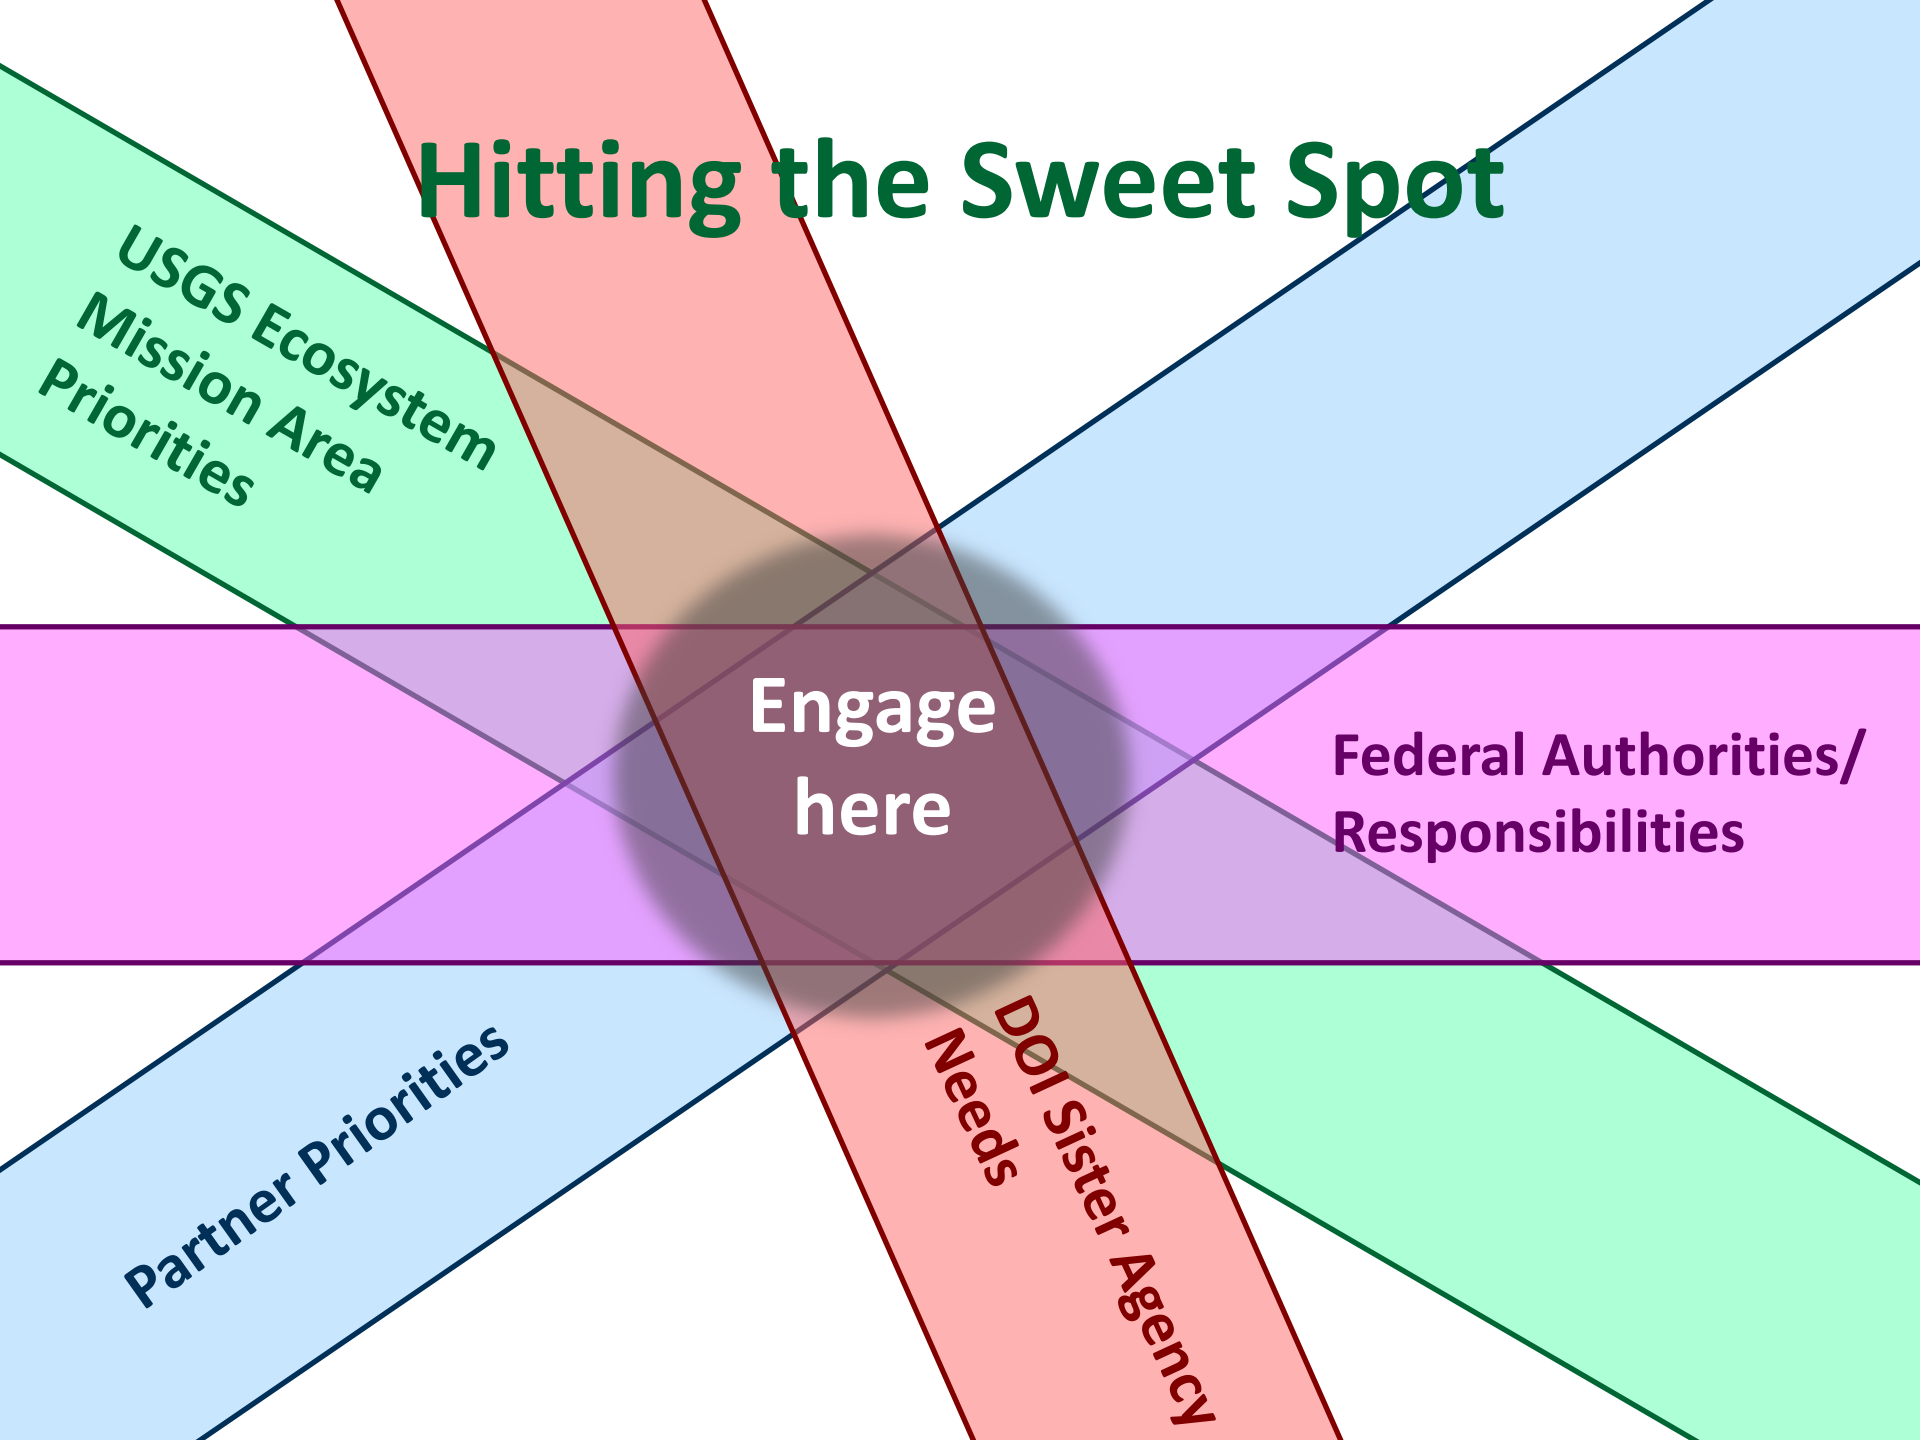 Hitting the Sweet Spot
USGS Ecosystem
Mission Area
Priorities
Engage
here
Federal Authorities/
Responsibilities
Partner Priorities
DOI Sister Agency
Needs